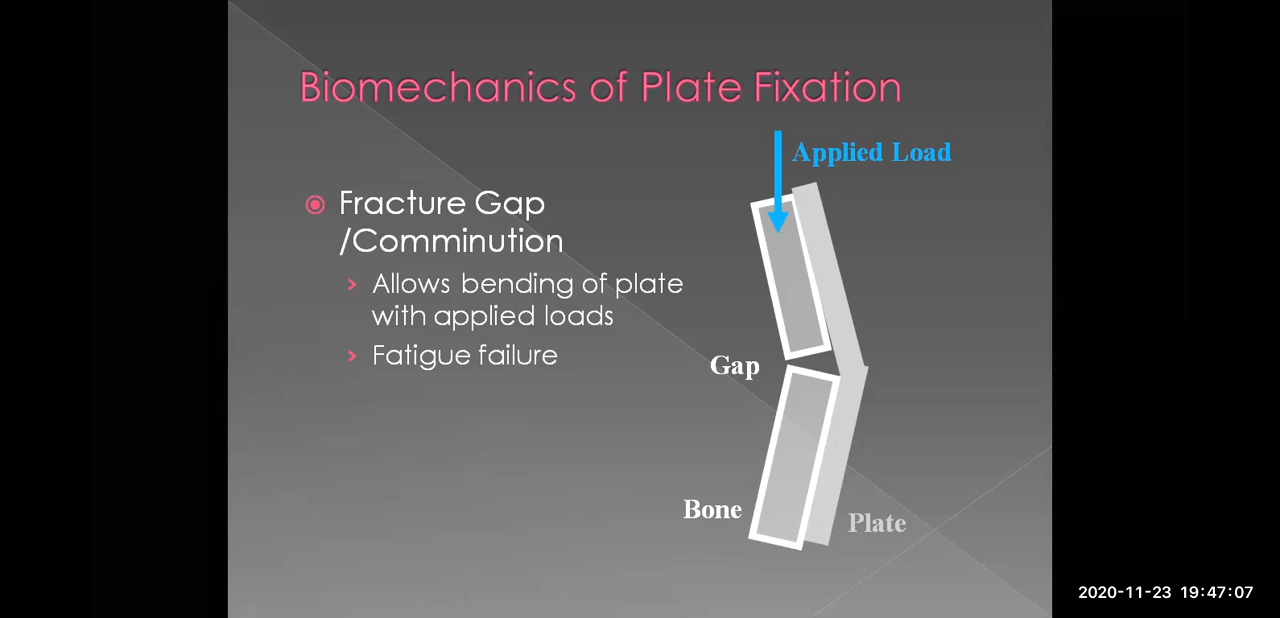 Biomechanics of Plate Fixation
Applied Load
Fracture Gap
/Comminution
Allows bending of plate
with applied loads
Fatigue failure
Gap
Bone
Plate
2020-11-23 19:47:07